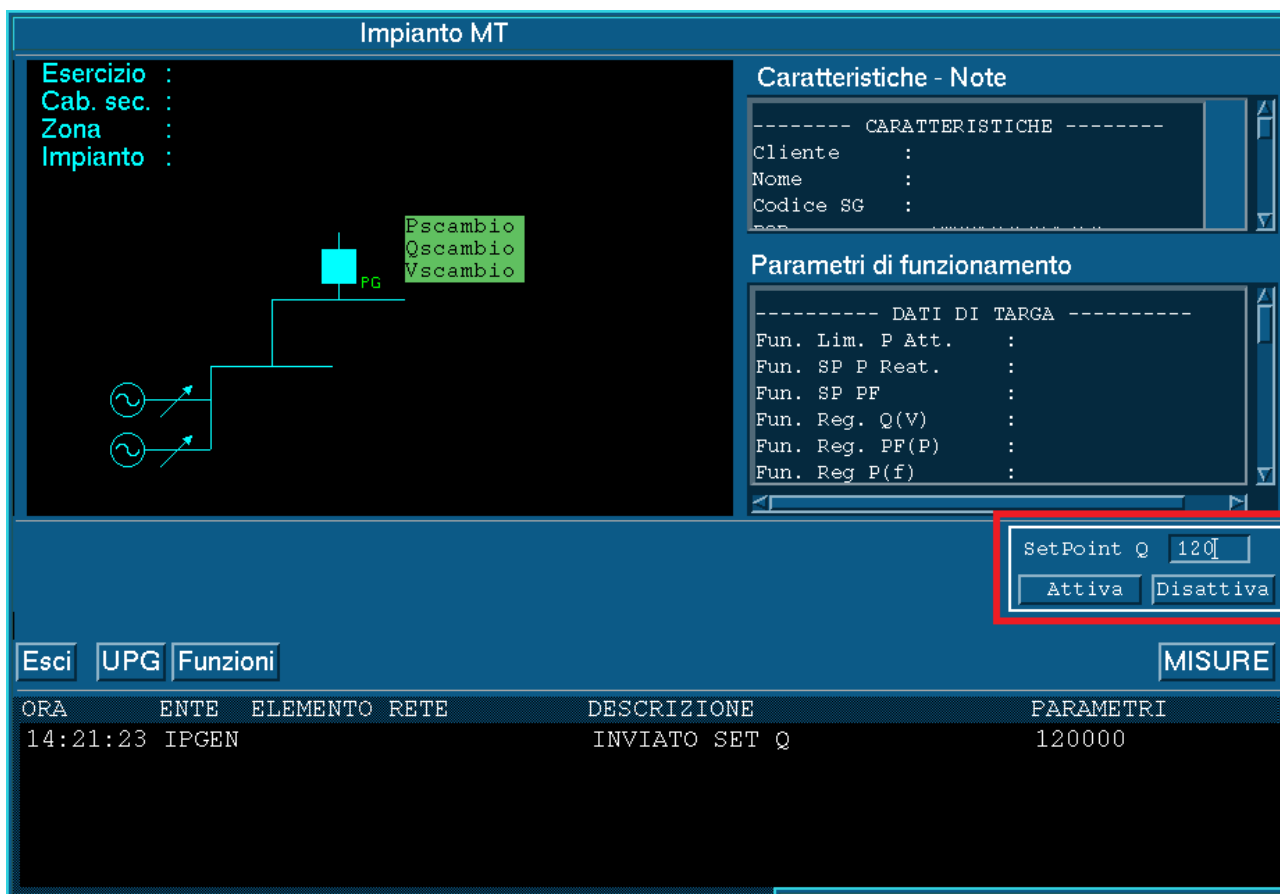 Impianto MT
Esercizio :
Cab. sec. :
Zona :
Impianto :
Pscambio
Qscambio
Vscambio
PG
Caratteristiche - Note
-------- CARATTERISTICHE --------
Cliente :
Nome :
Codice SG :
Parametri di funzionamento
---------- DATI DI TARGA ----------
Fun. Lim. P Att. :
Fun. SP P Reat. :
Fun. SP PF :
Fun. Reg. Q(V) :
Fun. Reg. PF(P) :
Fun. Reg P(f) :
SetPoint Q 120
Attiva Disattiva
Esci UPG Funzioni MISURE
ORA ENTE ELEMENTO RETE DESCRIZIONE PARAMETRI
14:21:23 IPGEN INVIATO SET Q 120000